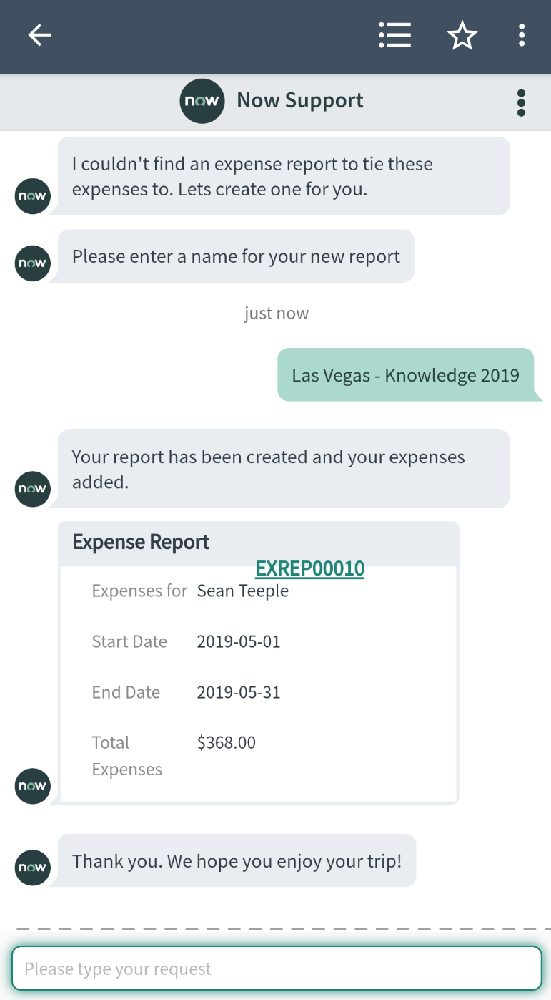 now Now Support
I couldn't find an expense report to tie these
expenses to. Lets create one for you.
now
Please enter a name for your new report
now
just now
Las Vegas - Knowledge 2019
Your report has been created and your expenses
added.
now
Expense Report
EXREP00010
Expenses for Sean Teeple
Start Date 2019-05-01
End Date 2019-05-31
Total $368.00
Expenses
now
Thank you. We hope you enjoy your trip!
now
Please type your request